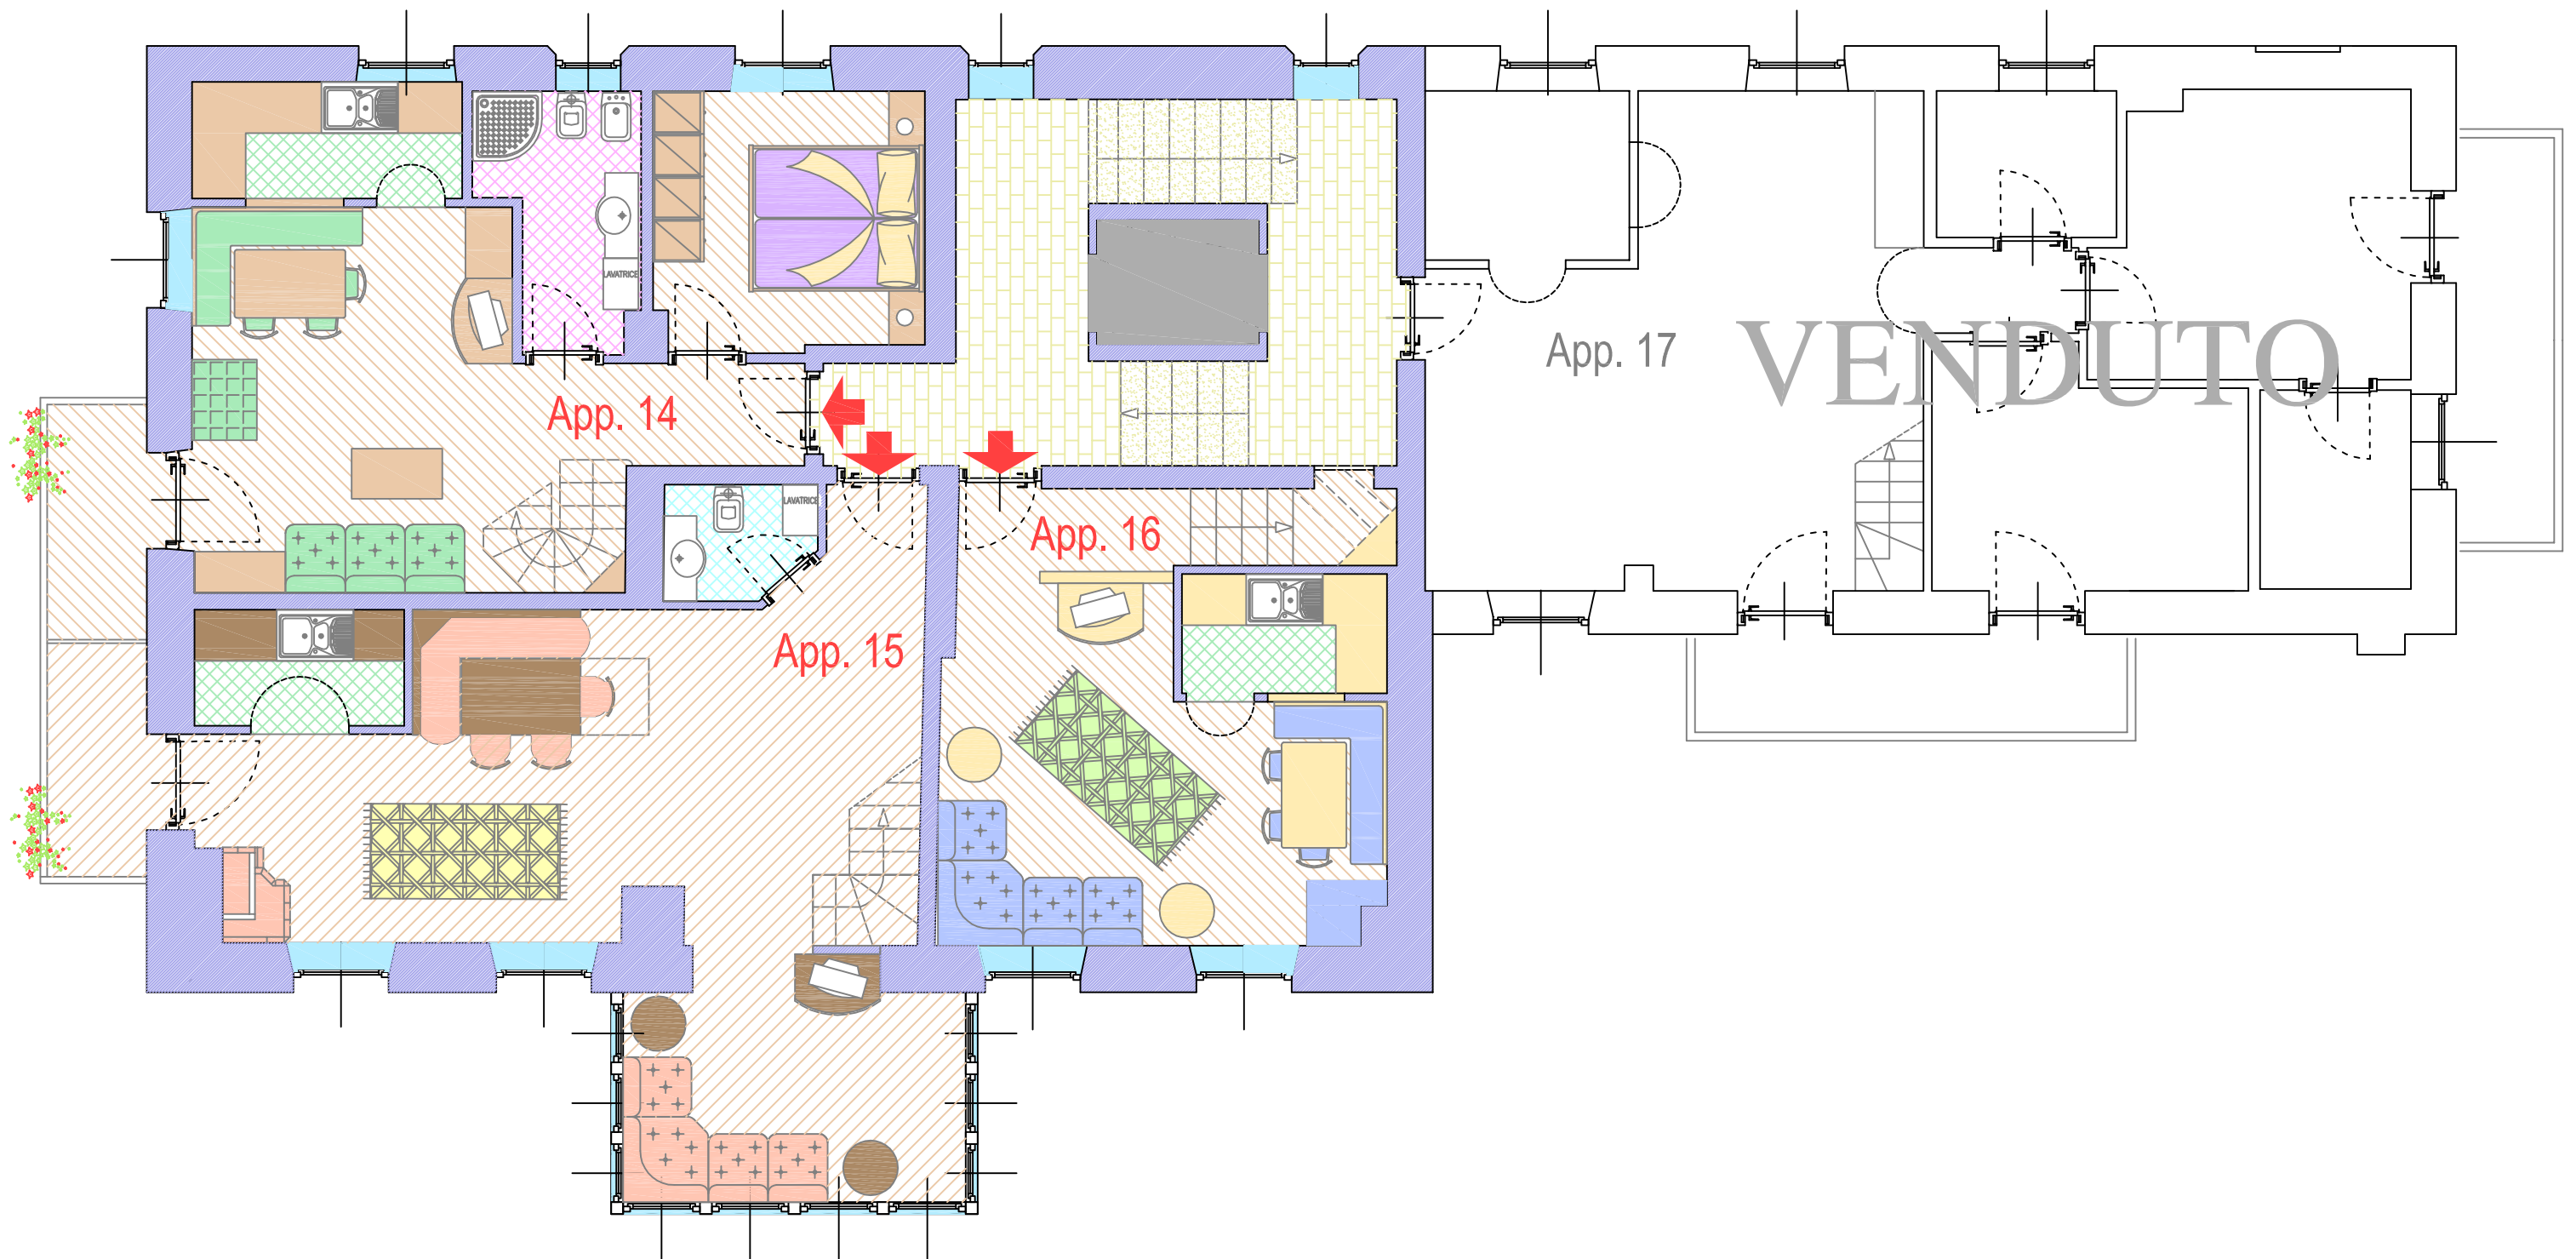 LAVATRICE
App. 17
VENDUTO
App. 14
LAVATRICE
App. 16
App. 15